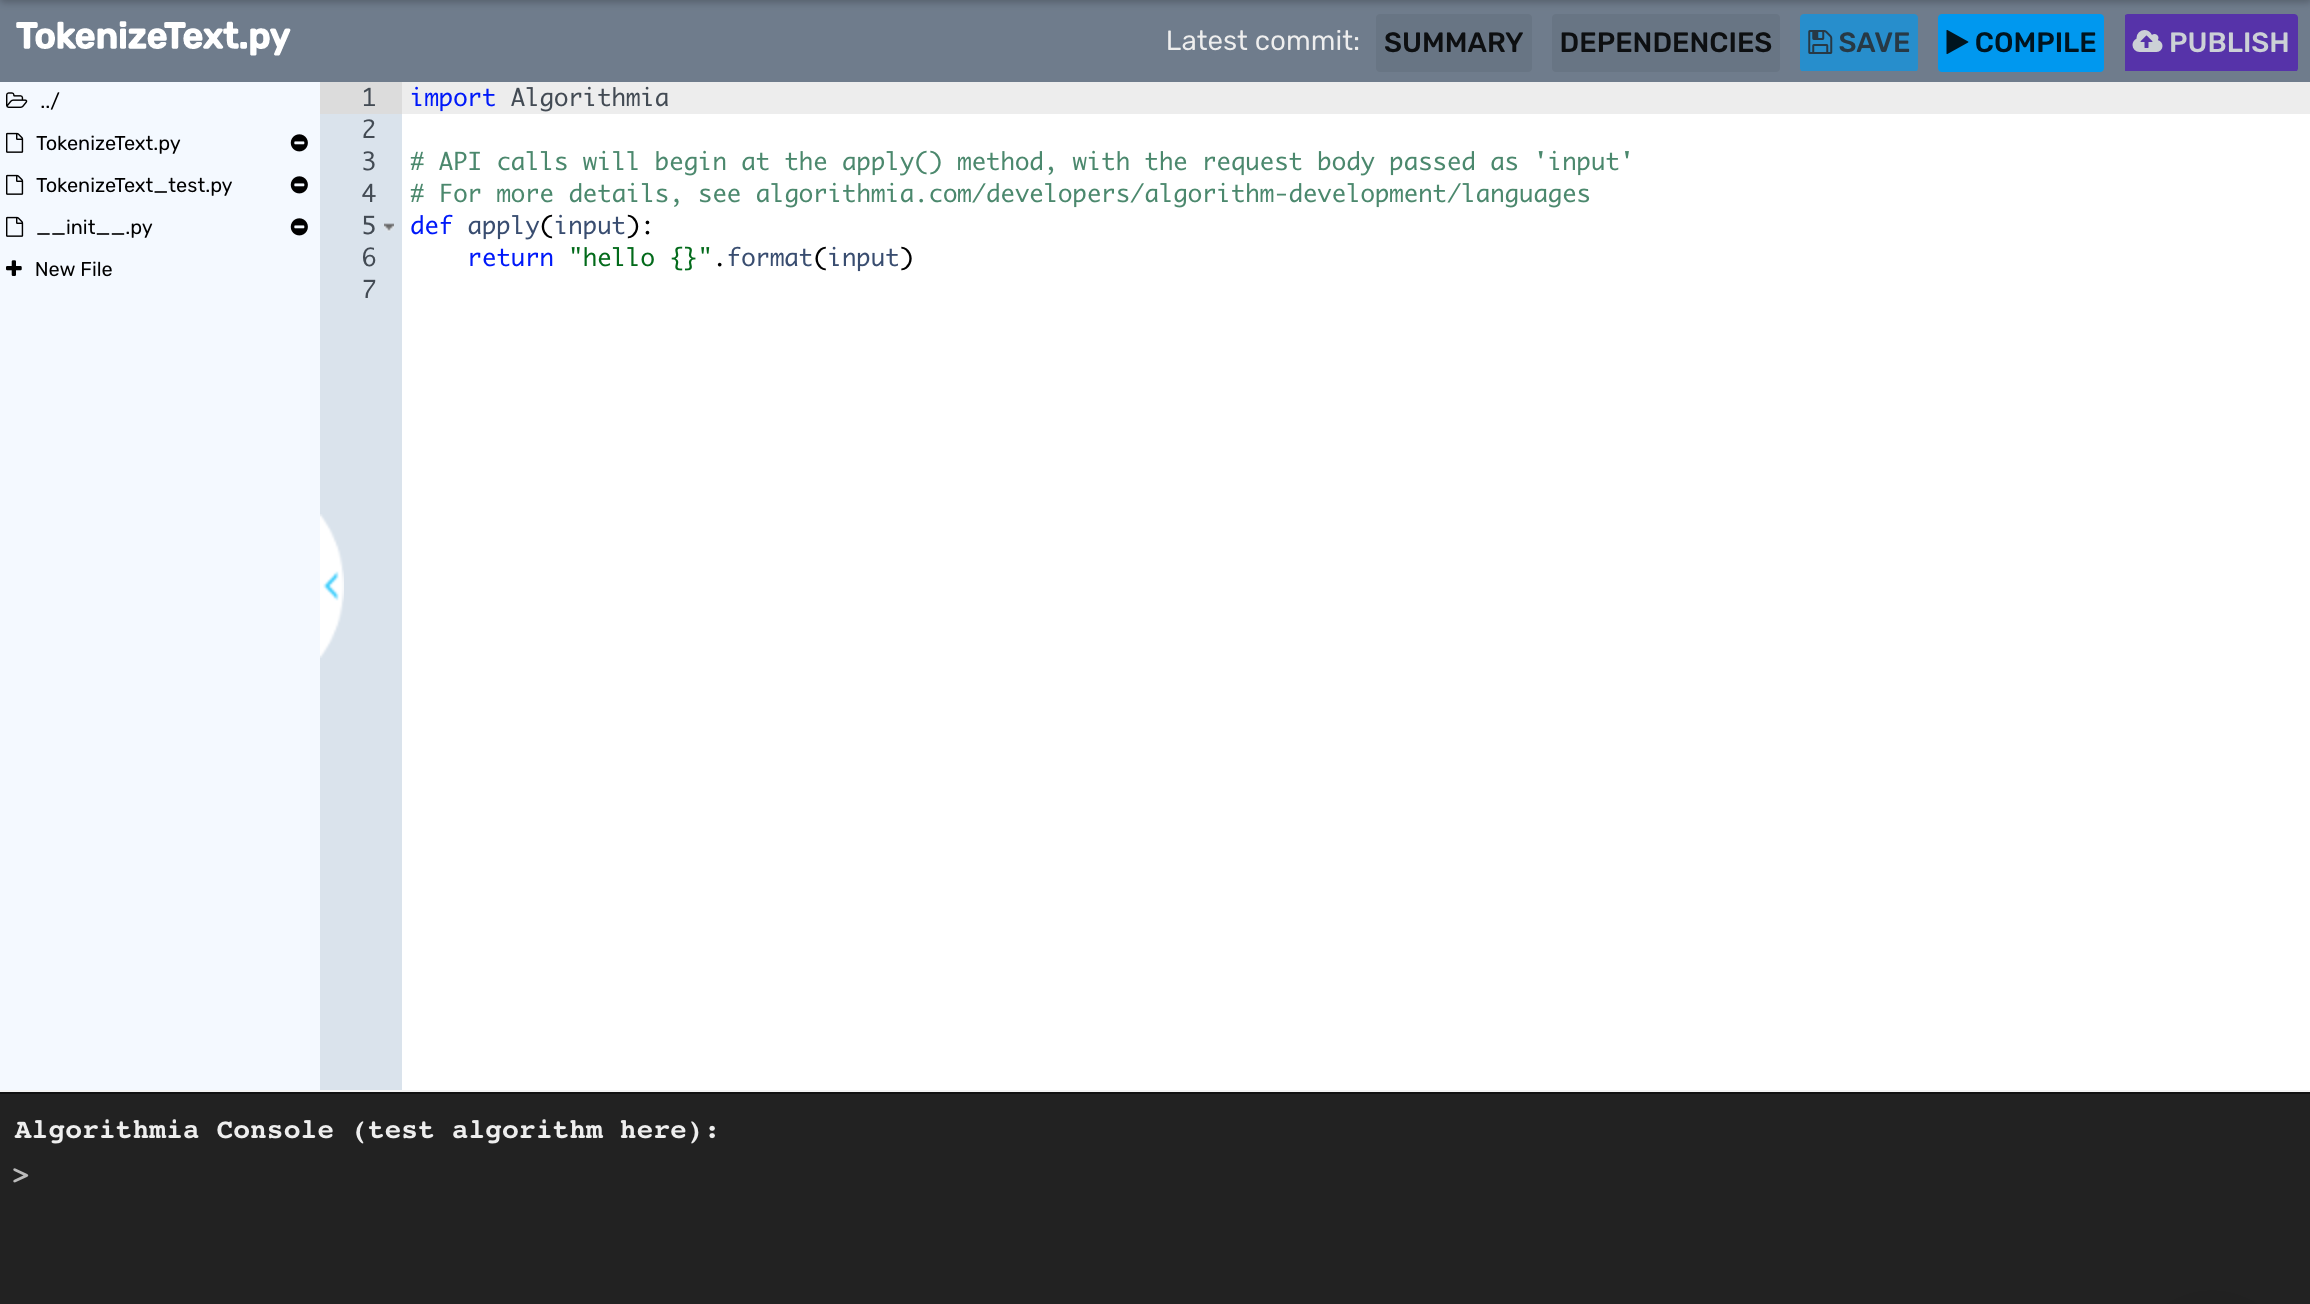 TokenizeText.py
Latest commit: SUMMARY DEPENDENCIES SAVE COMPILE PUBLISH
../
TokenizeText.py
TokenizeText_test.py
__init__.py
New File
1 import Algorithmia
2
3 # API calls will begin at the apply() method, with the request body passed as 'input'
4 # For more details, see algorithmia.com/developers/algorithm-development/languages
5 def apply(input):
6     return "hello {}".format(input)
7
Algorithmia Console (test algorithm here):
>